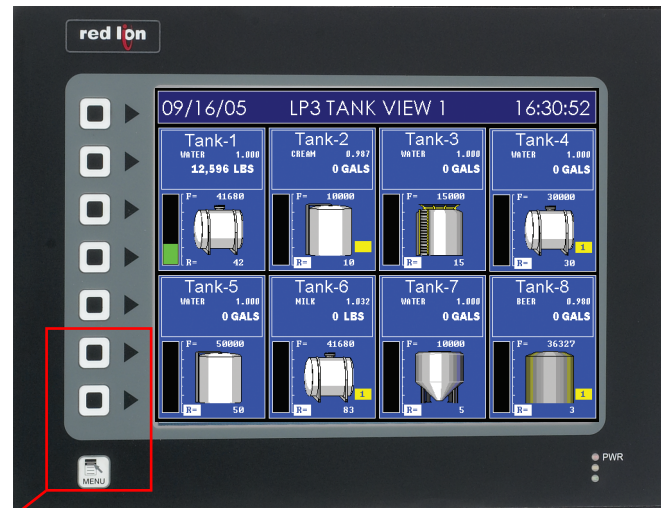 red lion
09/16/05 LP3 TANK VIEW 1 16:30:52
Tank-1 Tank-2 Tank-3 Tank-4
WATER 1.000 CREAM 0.987 WATER 1.000 WATER 1.000
12,596 LBS 0 GALS 0 GALS 0 GALS
F= 41680 F= 10000 F= 15000 F= 30000
1
R= 42 R= 10 R= 15 R= 30
Tank-5 Tank-6 Tank-7 Tank-8
WATER 1.000 MILK 1.032 WATER 1.000 BEER 0.980
0 GALS 0 LBS 0 GALS 0 GALS
F= 50000 F= 41680 F= 10000 F= 36327
1 1
R= 50 R= 83 R= 5 R= 3
PWR
MENU